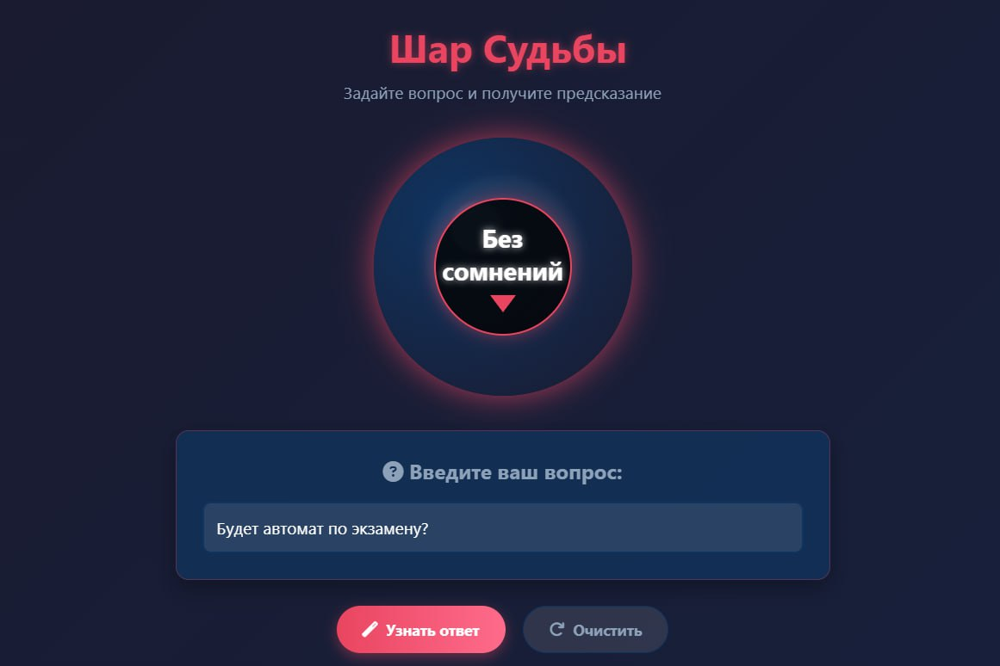 Шар Судьбы
Задайте вопрос и получите предсказание
Без
сомнений
Введите ваш вопрос:
Будет автомат по экзамену?
Узнать ответ
Очистить